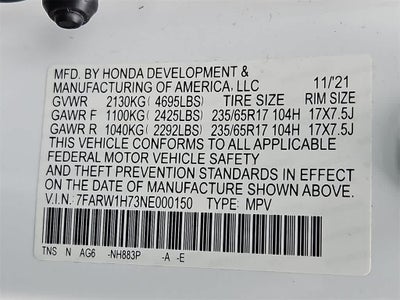 MFD. BY HONDA DEVELOPMENT &
MANUFACTURING OF AMERICA, LLC 11/'21
GVWR 2130KG(4695LBS) TIRE SIZE RIM SIZE
GAWR F 1100KG(2425LBS) 235/65R17 104H 17X7.5J
GAWR R 1040KG(2292LBS) 235/65R17 104H 17X7.5J
THIS VEHICLE CONFORMS TO ALL APPLICABLE
FEDERAL MOTOR VEHICLE SAFETY
AND THEFT PREVENTION STANDARDS IN EFFECT
ON THE DATE OF MANUFACTURE SHOWN ABOVE.
V.I.N.: 7FARW1H73NE000150 TYPE: MPV
TNS N AG6 -NH883P -A -E